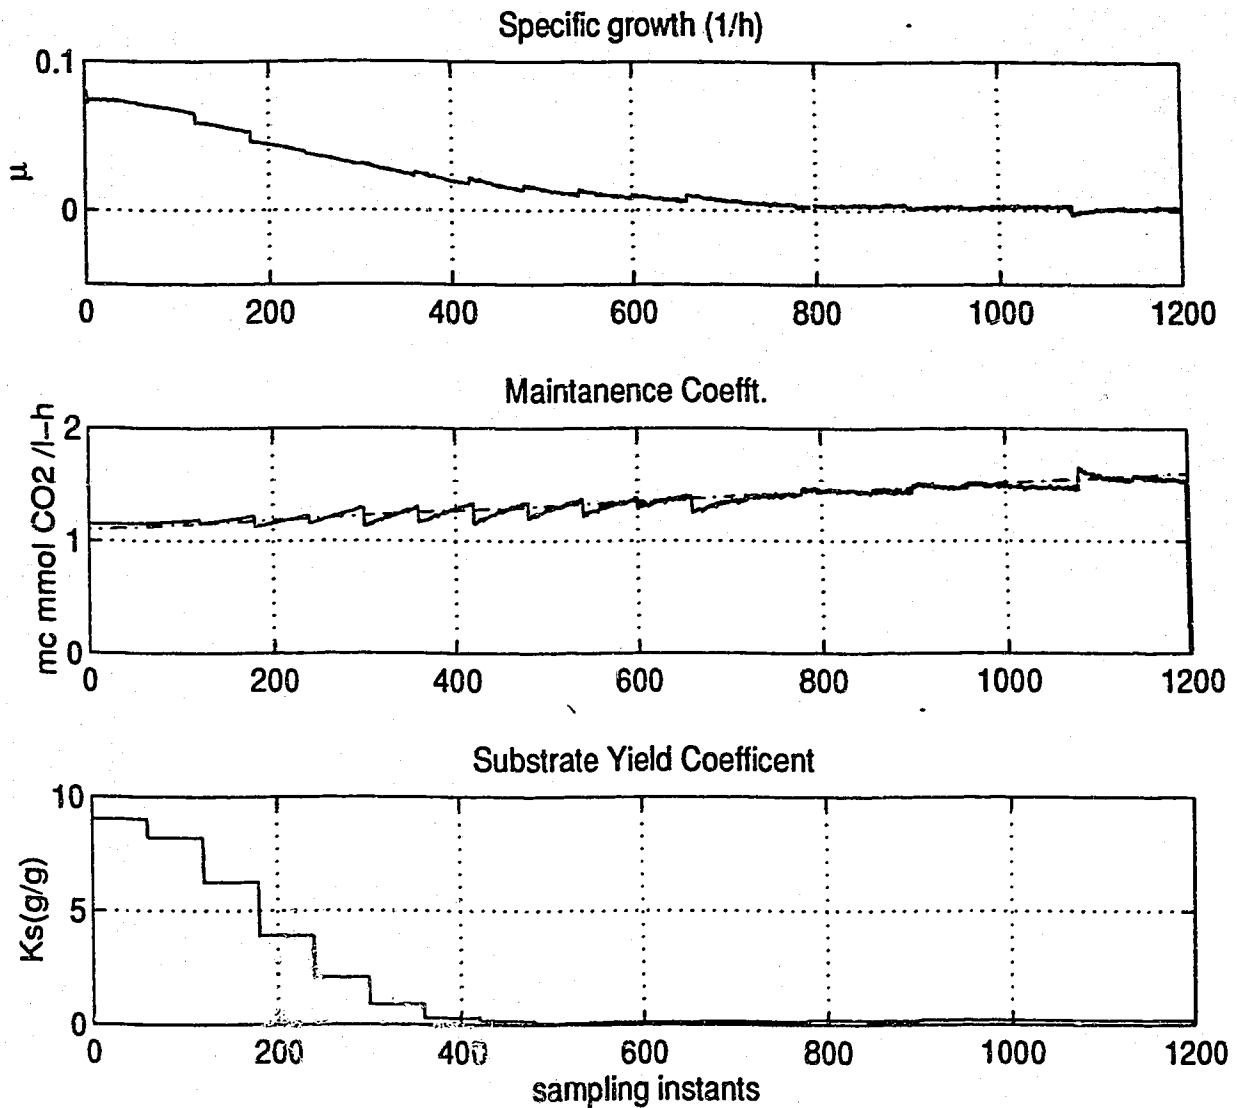 Specific growth (1/h)
0.1
μ
0
0 200 400 600 800 1000 1200
Maintanence Coefft.
2
mc mmol CO2 /l-h
1
0
0 200 400 600 800 1000 1200
Substrate Yield Coefficent
10
Ks(g/g)
5
0
0 200 400 600 800 1000 1200
sampling instants